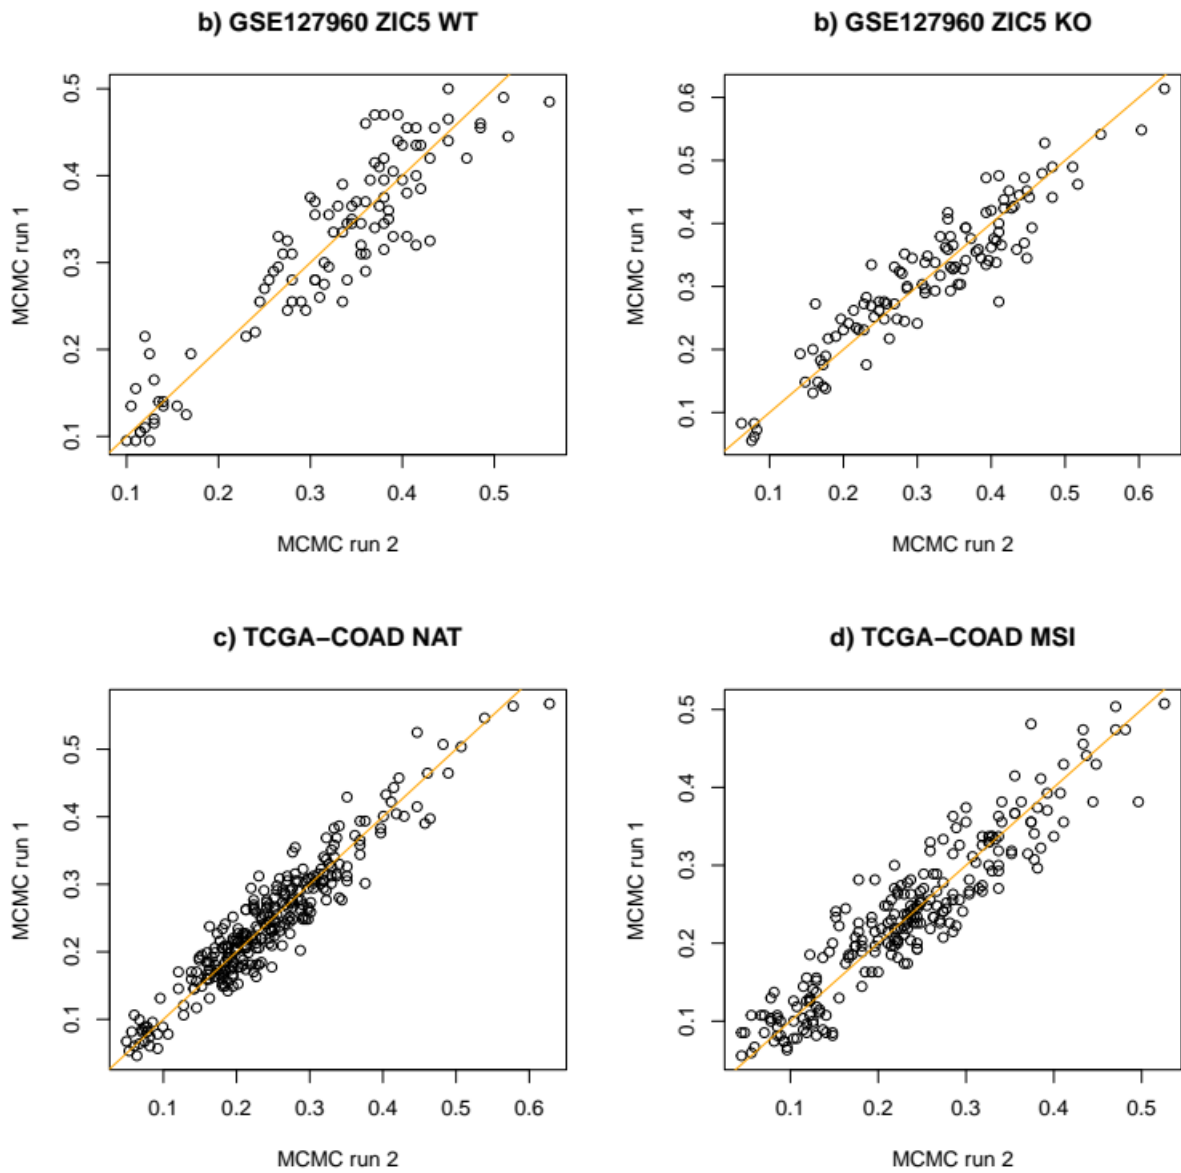 b) GSE127960 ZIC5 WT
0.5
0.4
0.3
0.2
0.1
MCMC run 1
0.1 0.2 0.3 0.4 0.5
MCMC run 2
b) GSE127960 ZIC5 KO
0.6
0.5
0.4
0.3
0.2
0.1
MCMC run 1
0.1 0.2 0.3 0.4 0.5 0.6
MCMC run 2
c) TCGA−COAD NAT
0.5
0.4
0.3
0.2
0.1
MCMC run 1
0.1 0.2 0.3 0.4 0.5 0.6
MCMC run 2
d) TCGA−COAD MSI
0.5
0.4
0.3
0.2
0.1
MCMC run 1
0.1 0.2 0.3 0.4 0.5
MCMC run 2